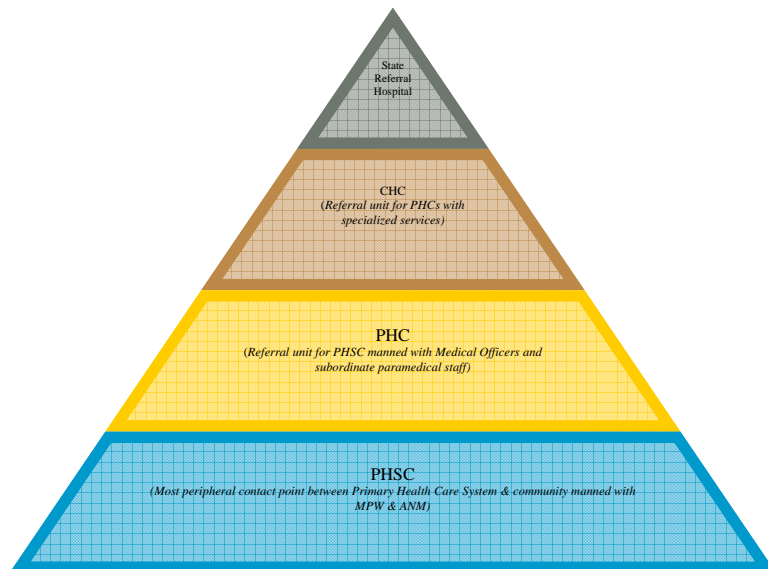 State
Referral
Hospital
CHC
(Referral unit for PHCs with
specialized services)
PHC
(Referral unit for PHSC manned with Medical Officers and
subordinate paramedical staff)
PHSC
(Most peripheral contact point between Primary Health Care System & community manned with
MPW & ANM)